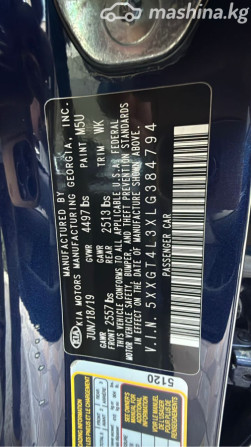 mashina.kg
KIA
MANUFACTURED BY
KIA MOTORS MANUFACTURING GEORGIA, INC.
JUN/18/19 PAINT M5U
GVWR 4497 lbs TRIM WK
GAWR FRONT 2557 lbs GAWR REAR 2513 lbs
THIS VEHICLE CONFORMS TO ALL APPLICABLE U.S.A. FEDERAL
MOTOR VEHICLE SAFETY, BUMPER AND THEFT PREVENTION STANDARDS
IN EFFECT ON THE DATE OF MANUFACTURE SHOWN ABOVE.
V.I.N. 5XXGT4L3XLG384794
PASSENGER CAR
5120